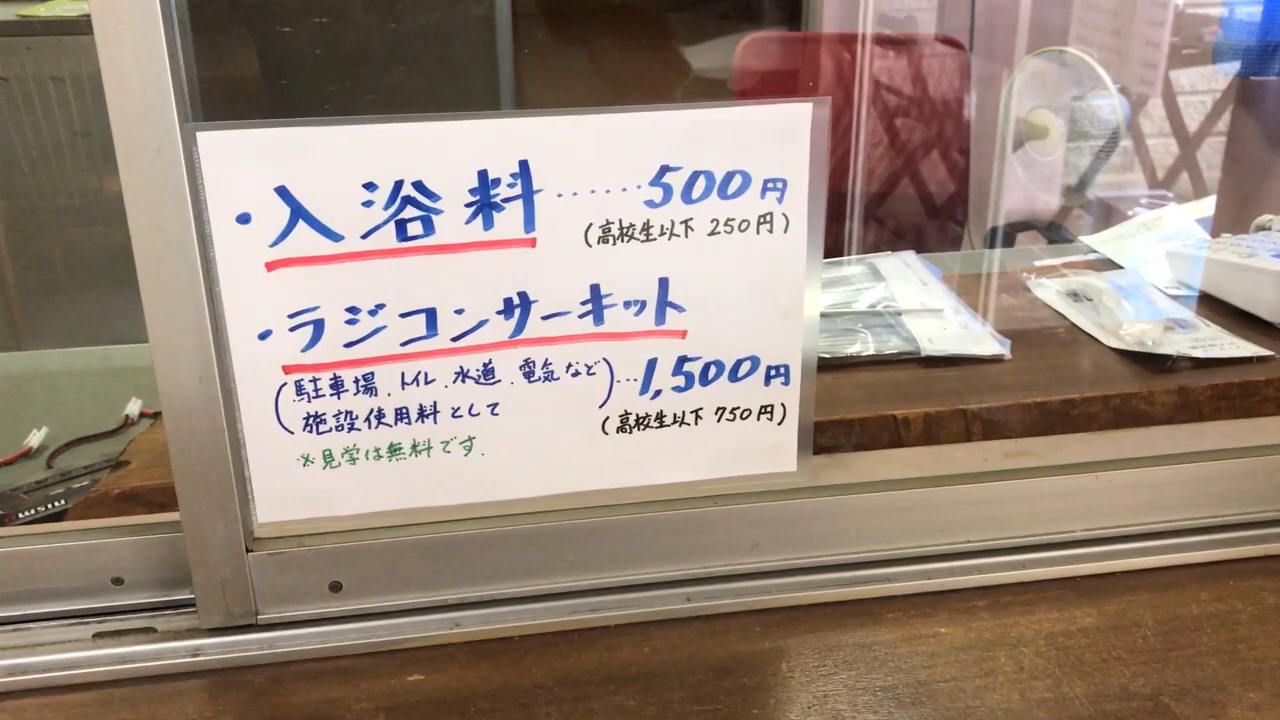 ・入浴料……500円
(高校生以下 250円)
・ラジコンサーキット
(駐車場、トイレ、水道、電気など
施設使用料として)…1,500円
(高校生以下 750円)
※見学は無料です.